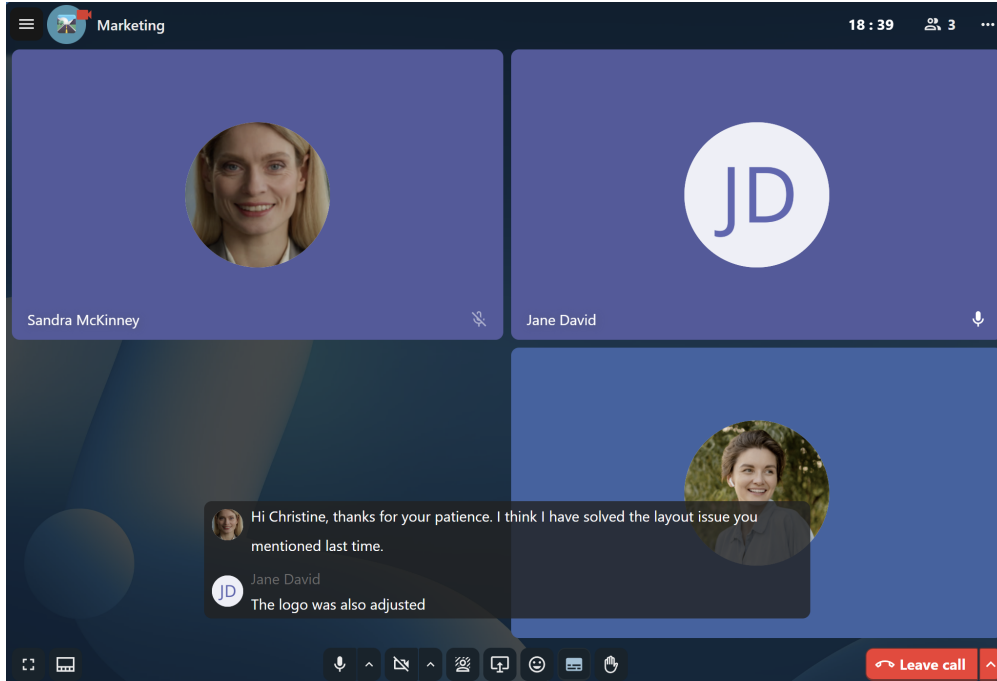 Marketing
18 : 39
3
Sandra McKinney
JD
Jane David
Hi Christine, thanks for your patience. I think I have solved the layout issue you
mentioned last time.
JD
Jane David
The logo was also adjusted
Leave call